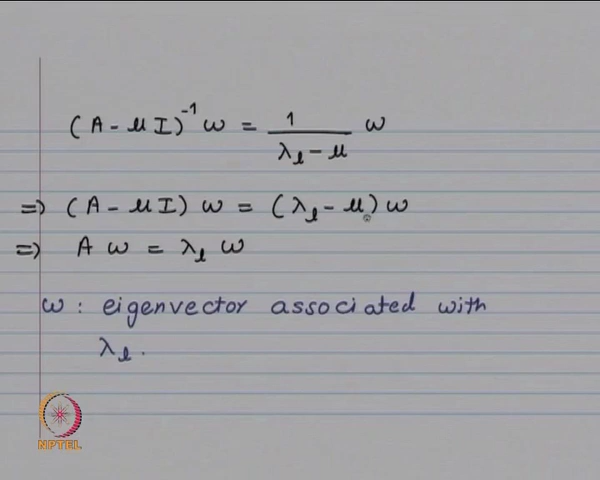 (A - μI)⁻¹ ω = 1/(λ_l - μ) ω
=> (A - μI) ω = (λ_l - μ) ω
=> A ω = λ_l ω
ω : eigenvector associated with
λ_l.
NPTEL